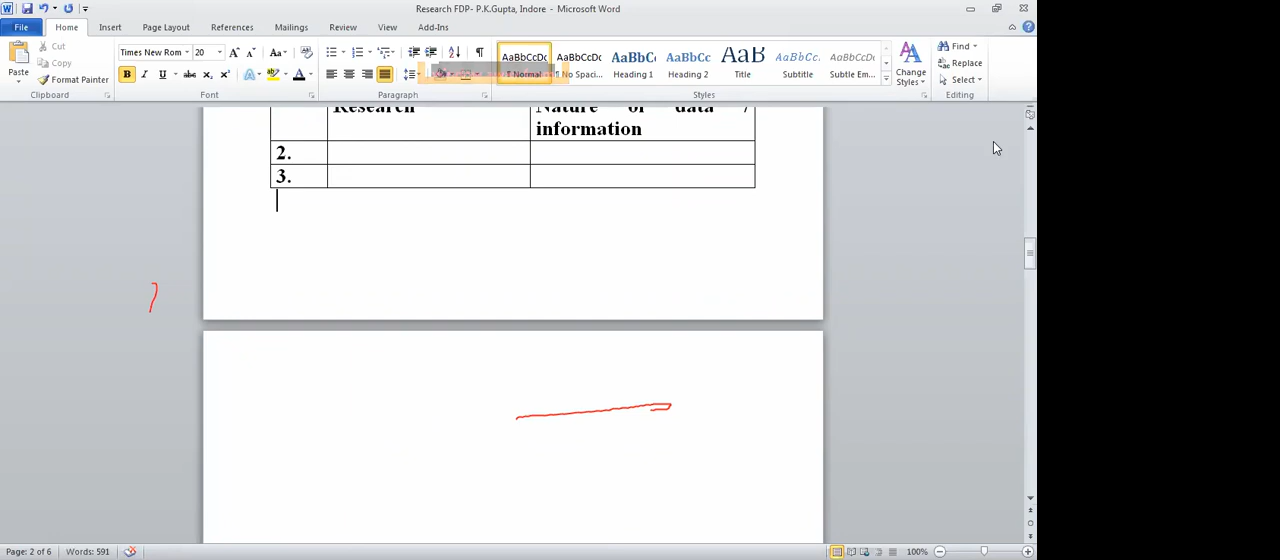 Research FDP- P.K.Gupta, Indore - Microsoft Word
File Home Insert Page Layout References Mailings Review View Add-Ins
Cut
Copy
Format Painter
Paste
Clipboard
Times New Rom 20
Font
Paragraph
AaBbCcDc AaBbCcDc AaBbCc AaBbCc AaB AaBbCc. AaBbCcDc
¶ Normal ¶ No Spaci... Heading 1 Heading 2 Title Subtitle Subtle Em...
Change Styles
Styles
Find
Replace
Select
Editing
Research Nature of data /
information
2.
3.
Page: 2 of 6 Words: 591 100%